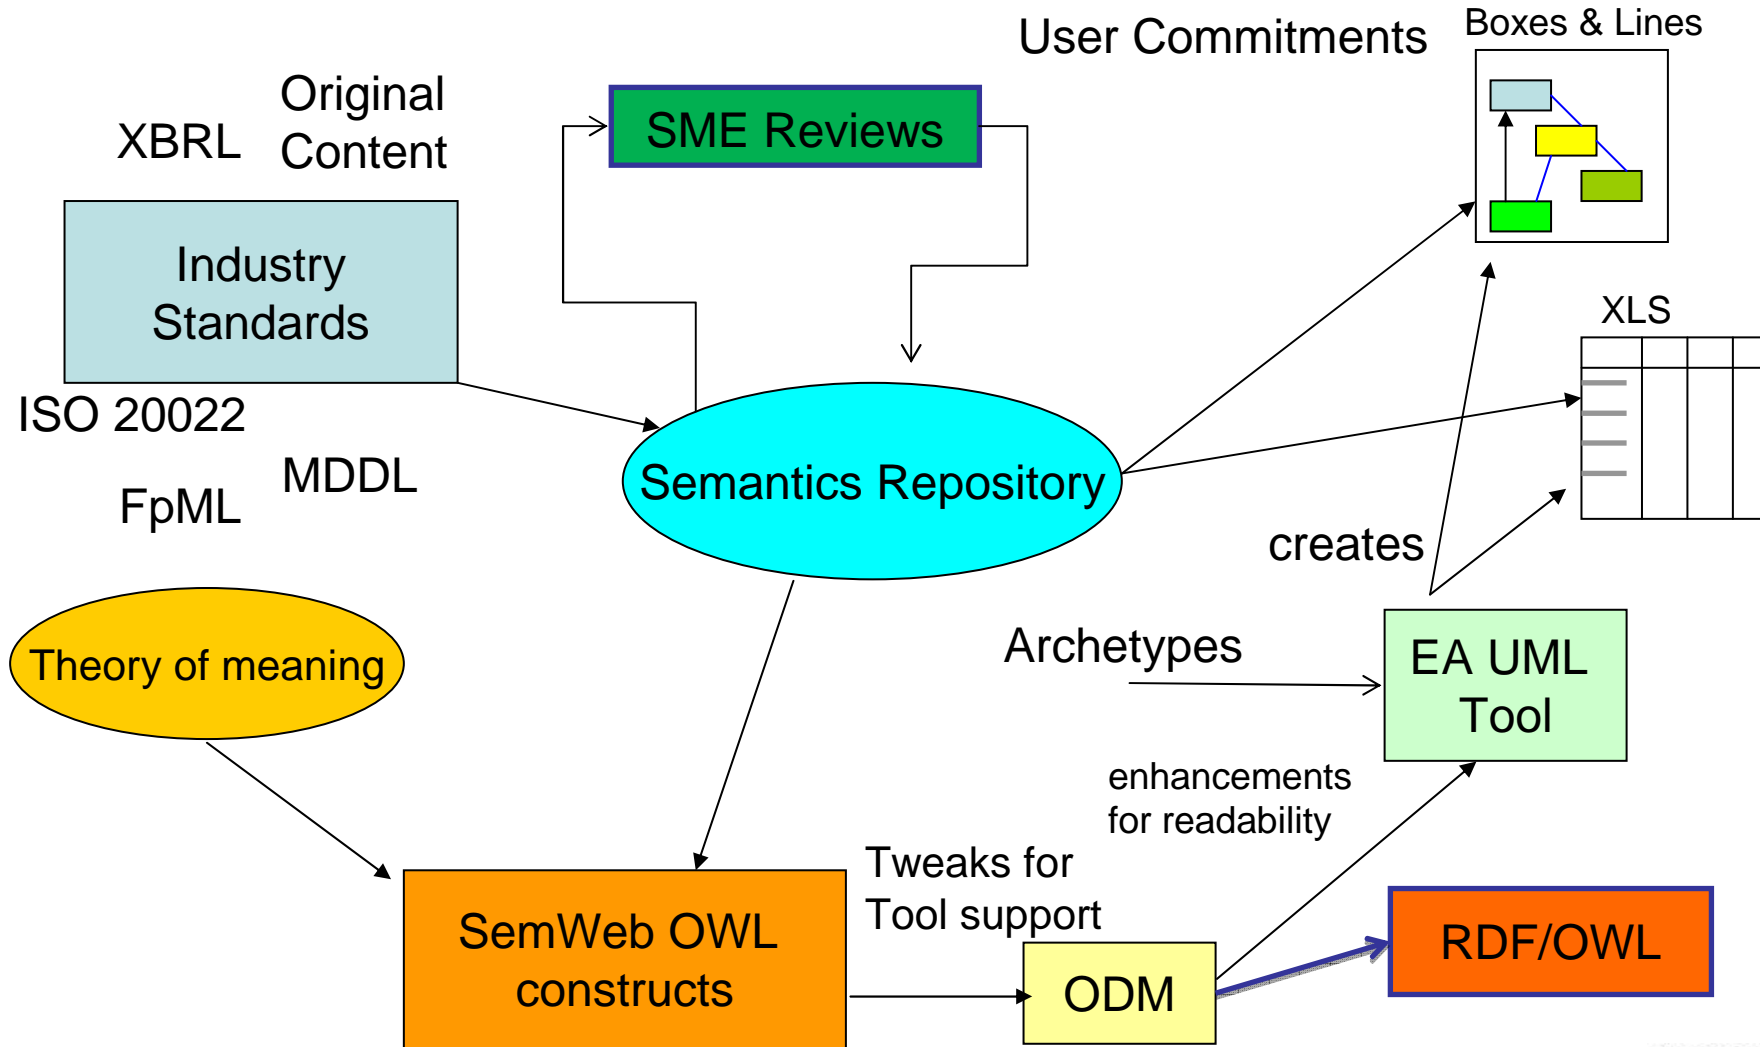 User Commitments
Boxes & Lines
Original
Content
XBRL
SME Reviews
Industry
Standards
XLS
ISO 20022
MDDL
FpML
Semantics Repository
creates
Theory of meaning
Archetypes
EA UML
Tool
enhancements
for readability
Tweaks for
Tool support
SemWeb OWL
constructs
ODM
RDF/OWL